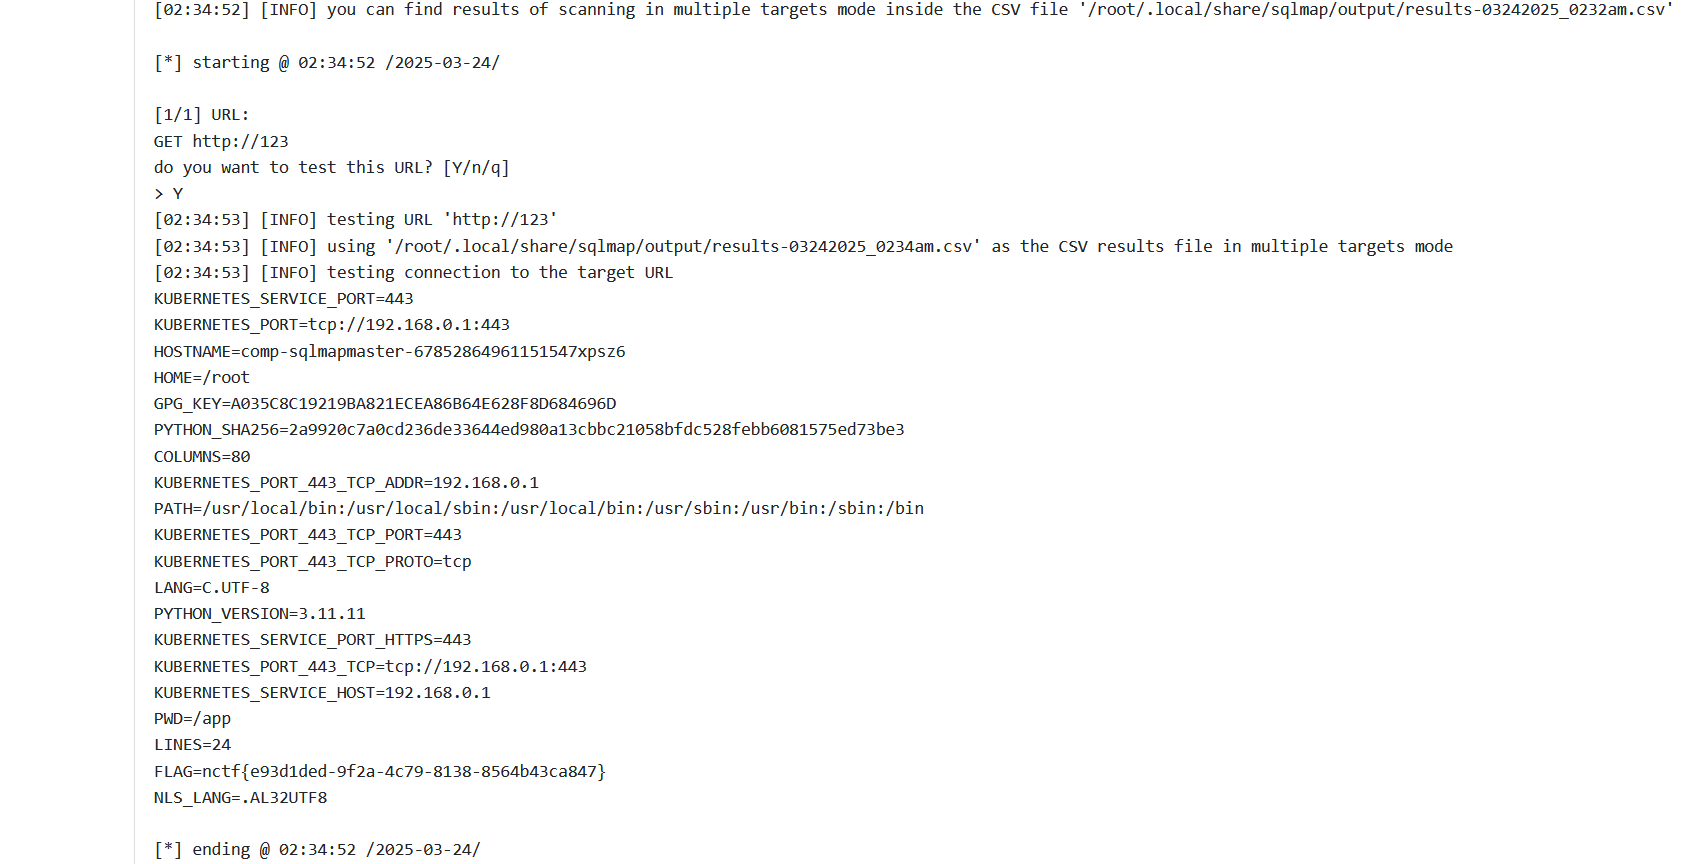 [02:34:52] [INFO] you can find results of scanning in multiple targets mode inside the CSV file '/root/.local/share/sqlmap/output/results-03242025_0232am.csv'
[*] starting @ 02:34:52 /2025-03-24/
[1/1] URL:
GET http://123
do you want to test this URL? [Y/n/q]
> Y
[02:34:53] [INFO] testing URL 'http://123'
[02:34:53] [INFO] using '/root/.local/share/sqlmap/output/results-03242025_0234am.csv' as the CSV results file in multiple targets mode
[02:34:53] [INFO] testing connection to the target URL
KUBERNETES_SERVICE_PORT=443
KUBERNETES_PORT=tcp://192.168.0.1:443
HOSTNAME=comp-sqlmapmaster-67852864961151547xpsz6
HOME=/root
GPG_KEY=A035C8C19219BA821ECEA86B64E628F8D684696D
PYTHON_SHA256=2a9920c7a0cd236de33644ed980a13cbbc21058bfdc528febb6081575ed73be3
COLUMNS=80
KUBERNETES_PORT_443_TCP_ADDR=192.168.0.1
PATH=/usr/local/bin:/usr/local/sbin:/usr/local/bin:/usr/sbin:/usr/bin:/sbin:/bin
KUBERNETES_PORT_443_TCP_PORT=443
KUBERNETES_PORT_443_TCP_PROTO=tcp
LANG=C.UTF-8
PYTHON_VERSION=3.11.11
KUBERNETES_SERVICE_PORT_HTTPS=443
KUBERNETES_PORT_443_TCP=tcp://192.168.0.1:443
KUBERNETES_SERVICE_HOST=192.168.0.1
PWD=/app
LINES=24
FLAG=nctf{e93d1ded-9f2a-4c79-8138-8564b43ca847}
NLS_LANG=.AL32UTF8
[*] ending @ 02:34:52 /2025-03-24/